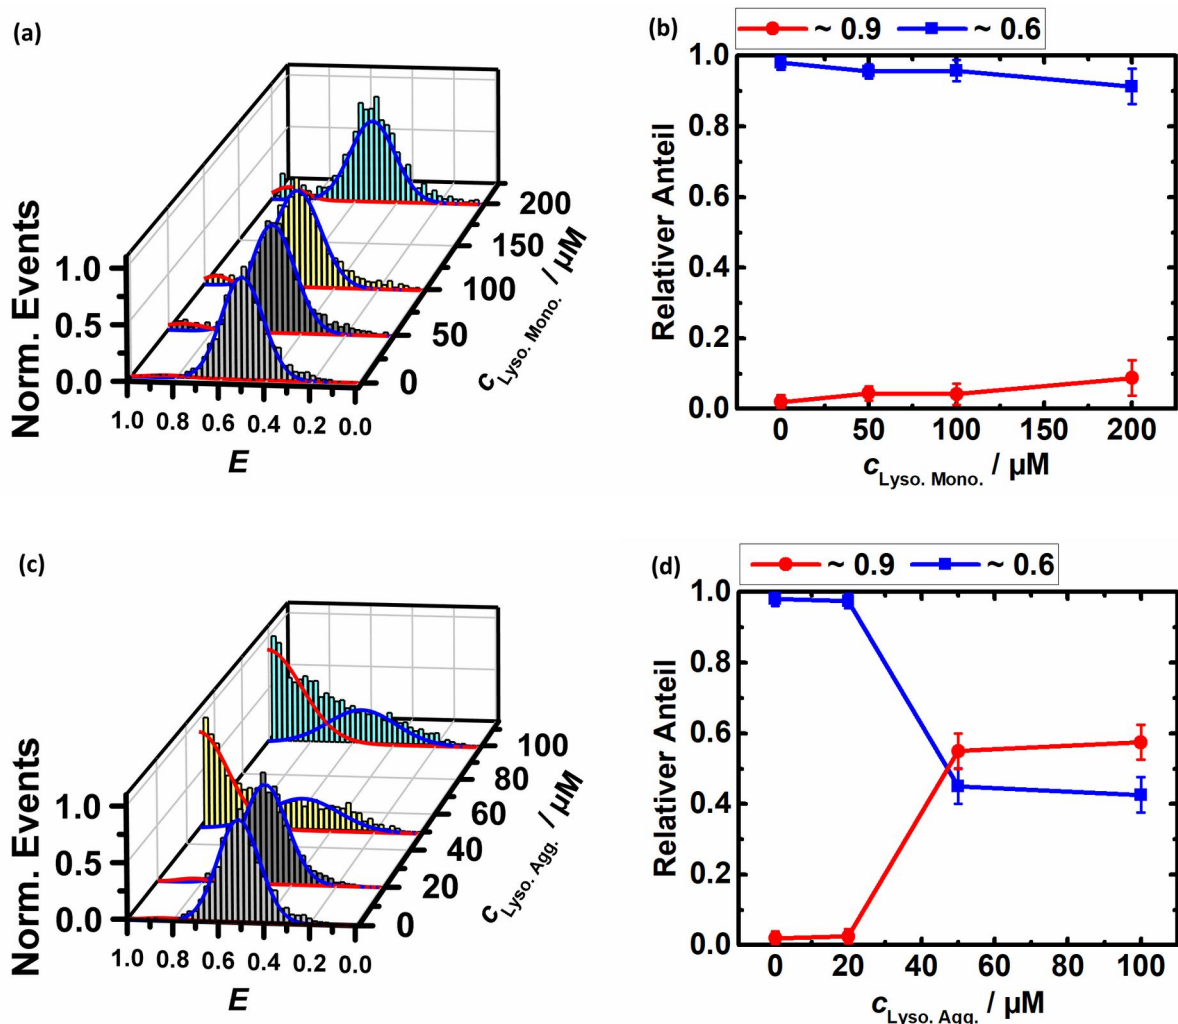 (a)
Norm. Events
1.0
0.5
0.0
1.0 0.8 0.6 0.4 0.2 0.0
E
200
150
100
50
0
c Lyso. Mono. / µM
(b)
~ 0.9 ~ 0.6
Relativer Anteil
1.0
0.8
0.6
0.4
0.2
0.0
0 50 100 150 200
c Lyso. Mono. / µM
(c)
Norm. Events
1.0
0.5
0.0
1.0 0.8 0.6 0.4 0.2 0.0
E
100
80
60
40
20
0
c Lyso. Agg. / µM
(d)
~ 0.9 ~ 0.6
Relativer Anteil
1.0
0.8
0.6
0.4
0.2
0.0
0 20 40 60 80 100
c Lyso. Agg. / µM